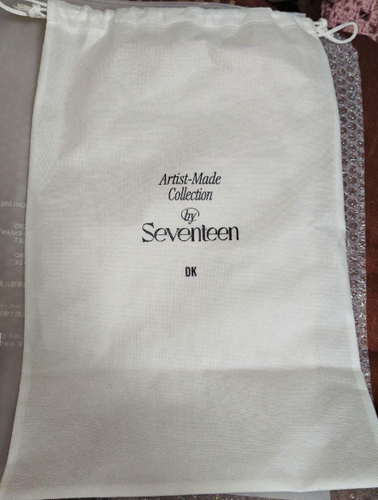 Artist-Made
Collection
by
Seventeen
DK